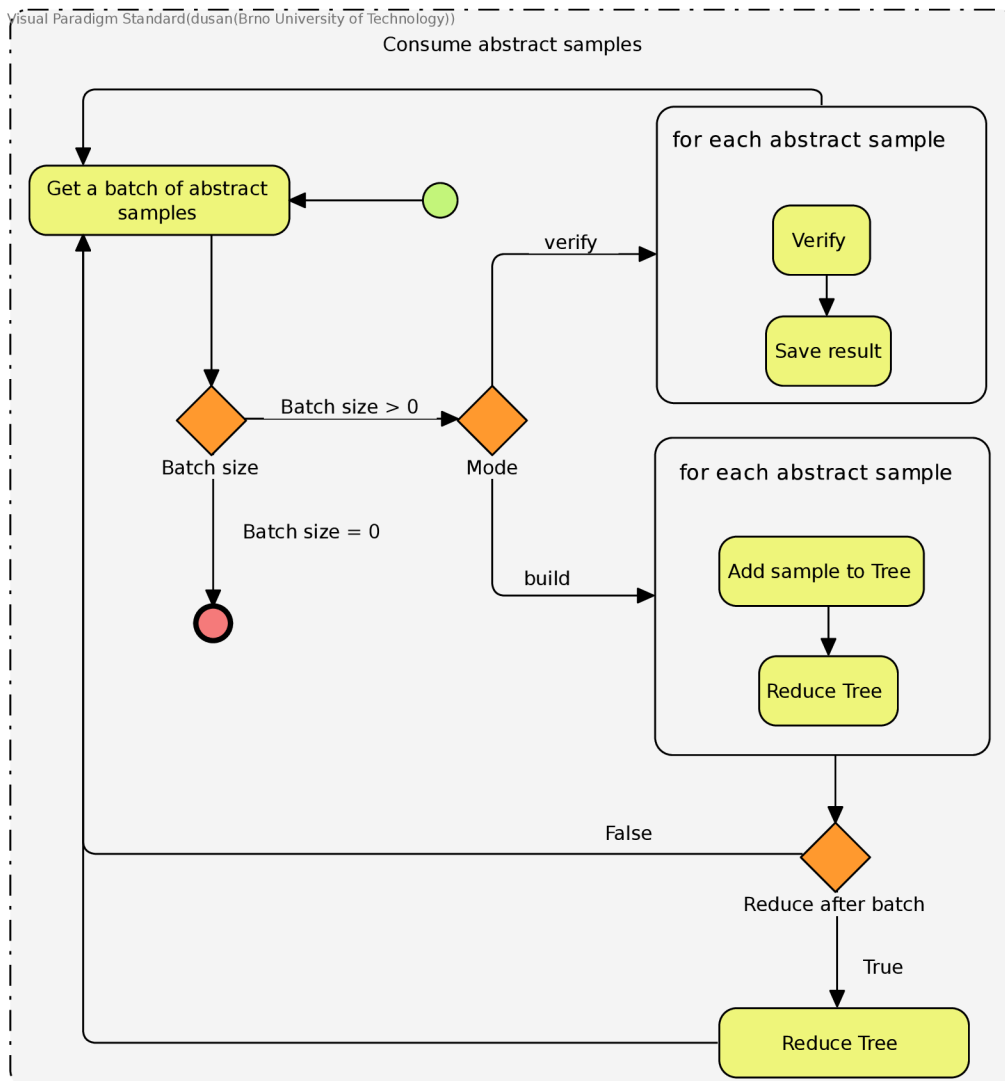 Visual Paradigm Standard(dusan(Brno University of Technology))
Consume abstract samples
for each abstract sample
Get a batch of abstract
samples
Verify
verify
Save result
Batch size > 0
Batch size
Mode
for each abstract sample
Batch size = 0
build
Add sample to Tree
Reduce Tree
False
Reduce after batch
True
Reduce Tree